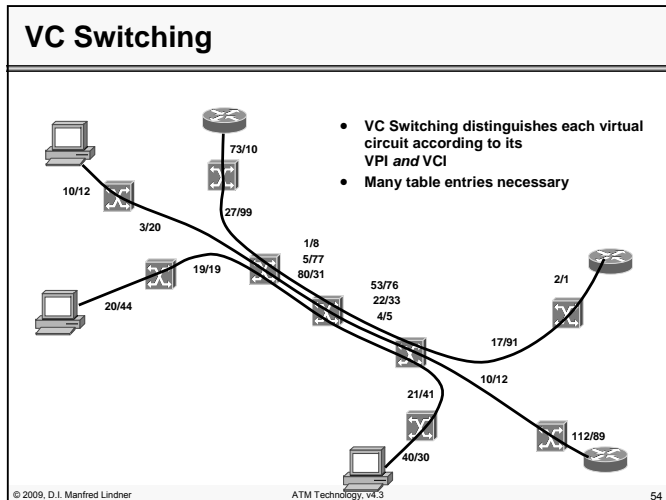 VC Switching
• VC Switching distinguishes each virtual
circuit according to its
VPI and VCI
• Many table entries necessary
73/10
10/12
27/99
3/20
1/8
5/77
80/31
19/19
20/44
53/76
22/33
4/5
2/1
17/91
10/12
21/41
112/89
40/30
© 2009, D.I. Manfred Lindner
ATM Technology, v4.3
54